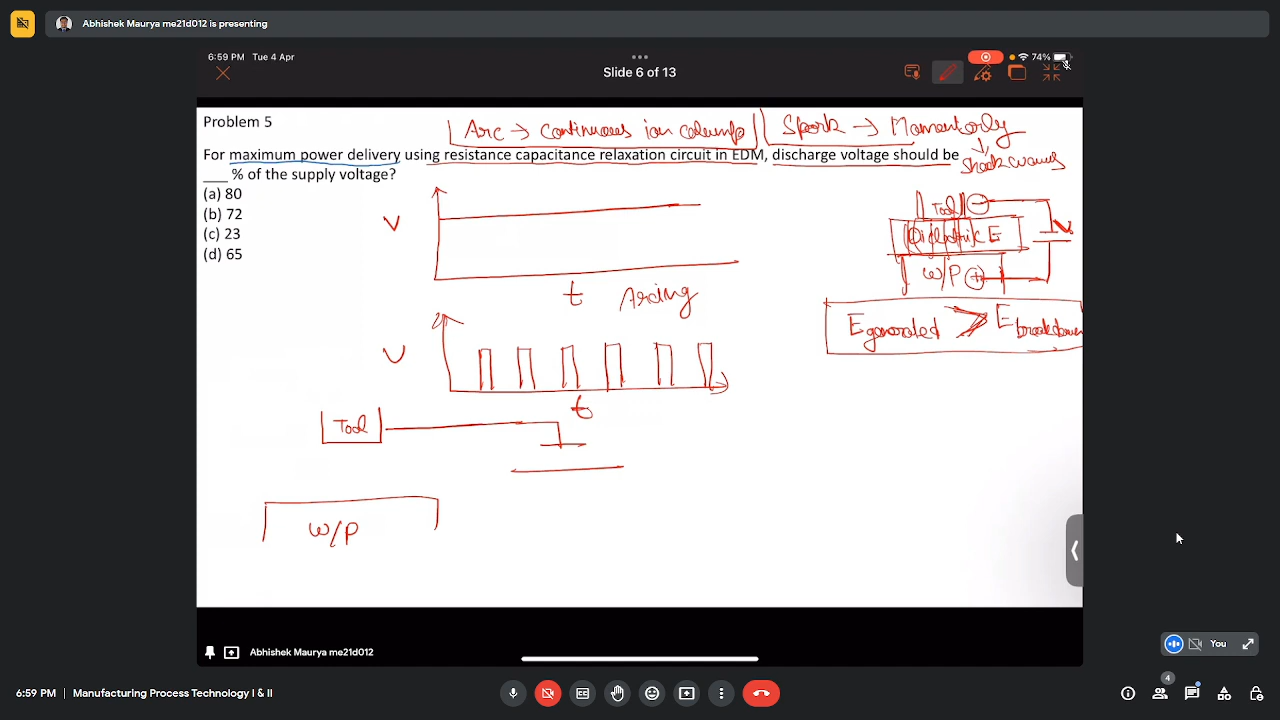 Abhishek Maurya me21d012 is presenting
6:59 PM Tue 4 Apr
74%
Slide 6 of 13
Problem 5
Arc → Continuous ion column
Spark → Momentorly
For maximum power delivery using resistance capacitance relaxation circuit in EDM, discharge voltage should be
shock waves
___ % of the supply voltage?
(a) 80
(b) 72
(c) 23
(d) 65
V
t
Arcing
V
t
Tool
W/P
Tool
Dielectric E
V
W/P
E generated > E breakdown
Abhishek Maurya me21d012
You
6:59 PM | Manufacturing Process Technology I & II
4